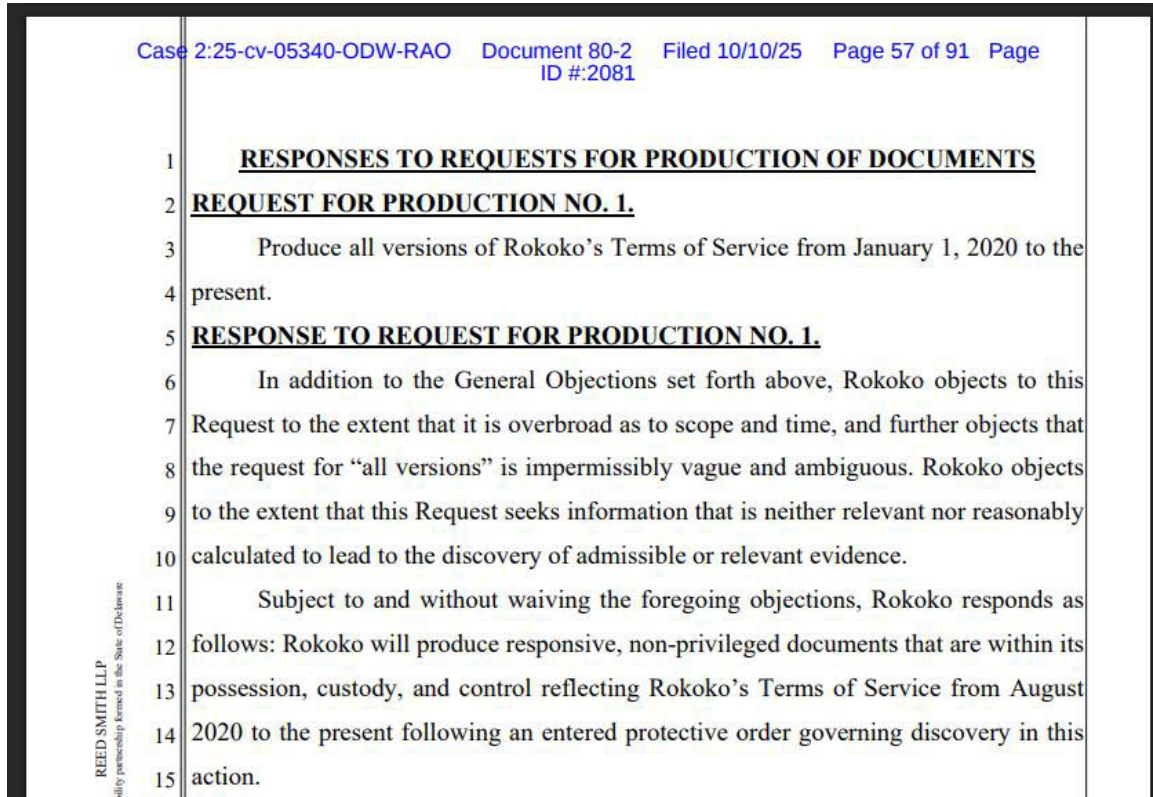 Case 2:25-cv-05340-ODW-RAO Document 80-2 Filed 10/10/25 Page 57 of 91 Page
ID #:2081
1 RESPONSES TO REQUESTS FOR PRODUCTION OF DOCUMENTS
2 REQUEST FOR PRODUCTION NO. 1.
3 Produce all versions of Rokoko’s Terms of Service from January 1, 2020 to the
4 present.
5 RESPONSE TO REQUEST FOR PRODUCTION NO. 1.
6 In addition to the General Objections set forth above, Rokoko objects to this
7 Request to the extent that it is overbroad as to scope and time, and further objects that
8 the request for “all versions” is impermissibly vague and ambiguous. Rokoko objects
9 to the extent that this Request seeks information that is neither relevant nor reasonably
10 calculated to lead to the discovery of admissible or relevant evidence.
11 Subject to and without waiving the foregoing objections, Rokoko responds as
12 follows: Rokoko will produce responsive, non-privileged documents that are within its
13 possession, custody, and control reflecting Rokoko’s Terms of Service from August
14 2020 to the present following an entered protective order governing discovery in this
15 action.
REED SMITH LLP
partnership formed in the State of Delaware